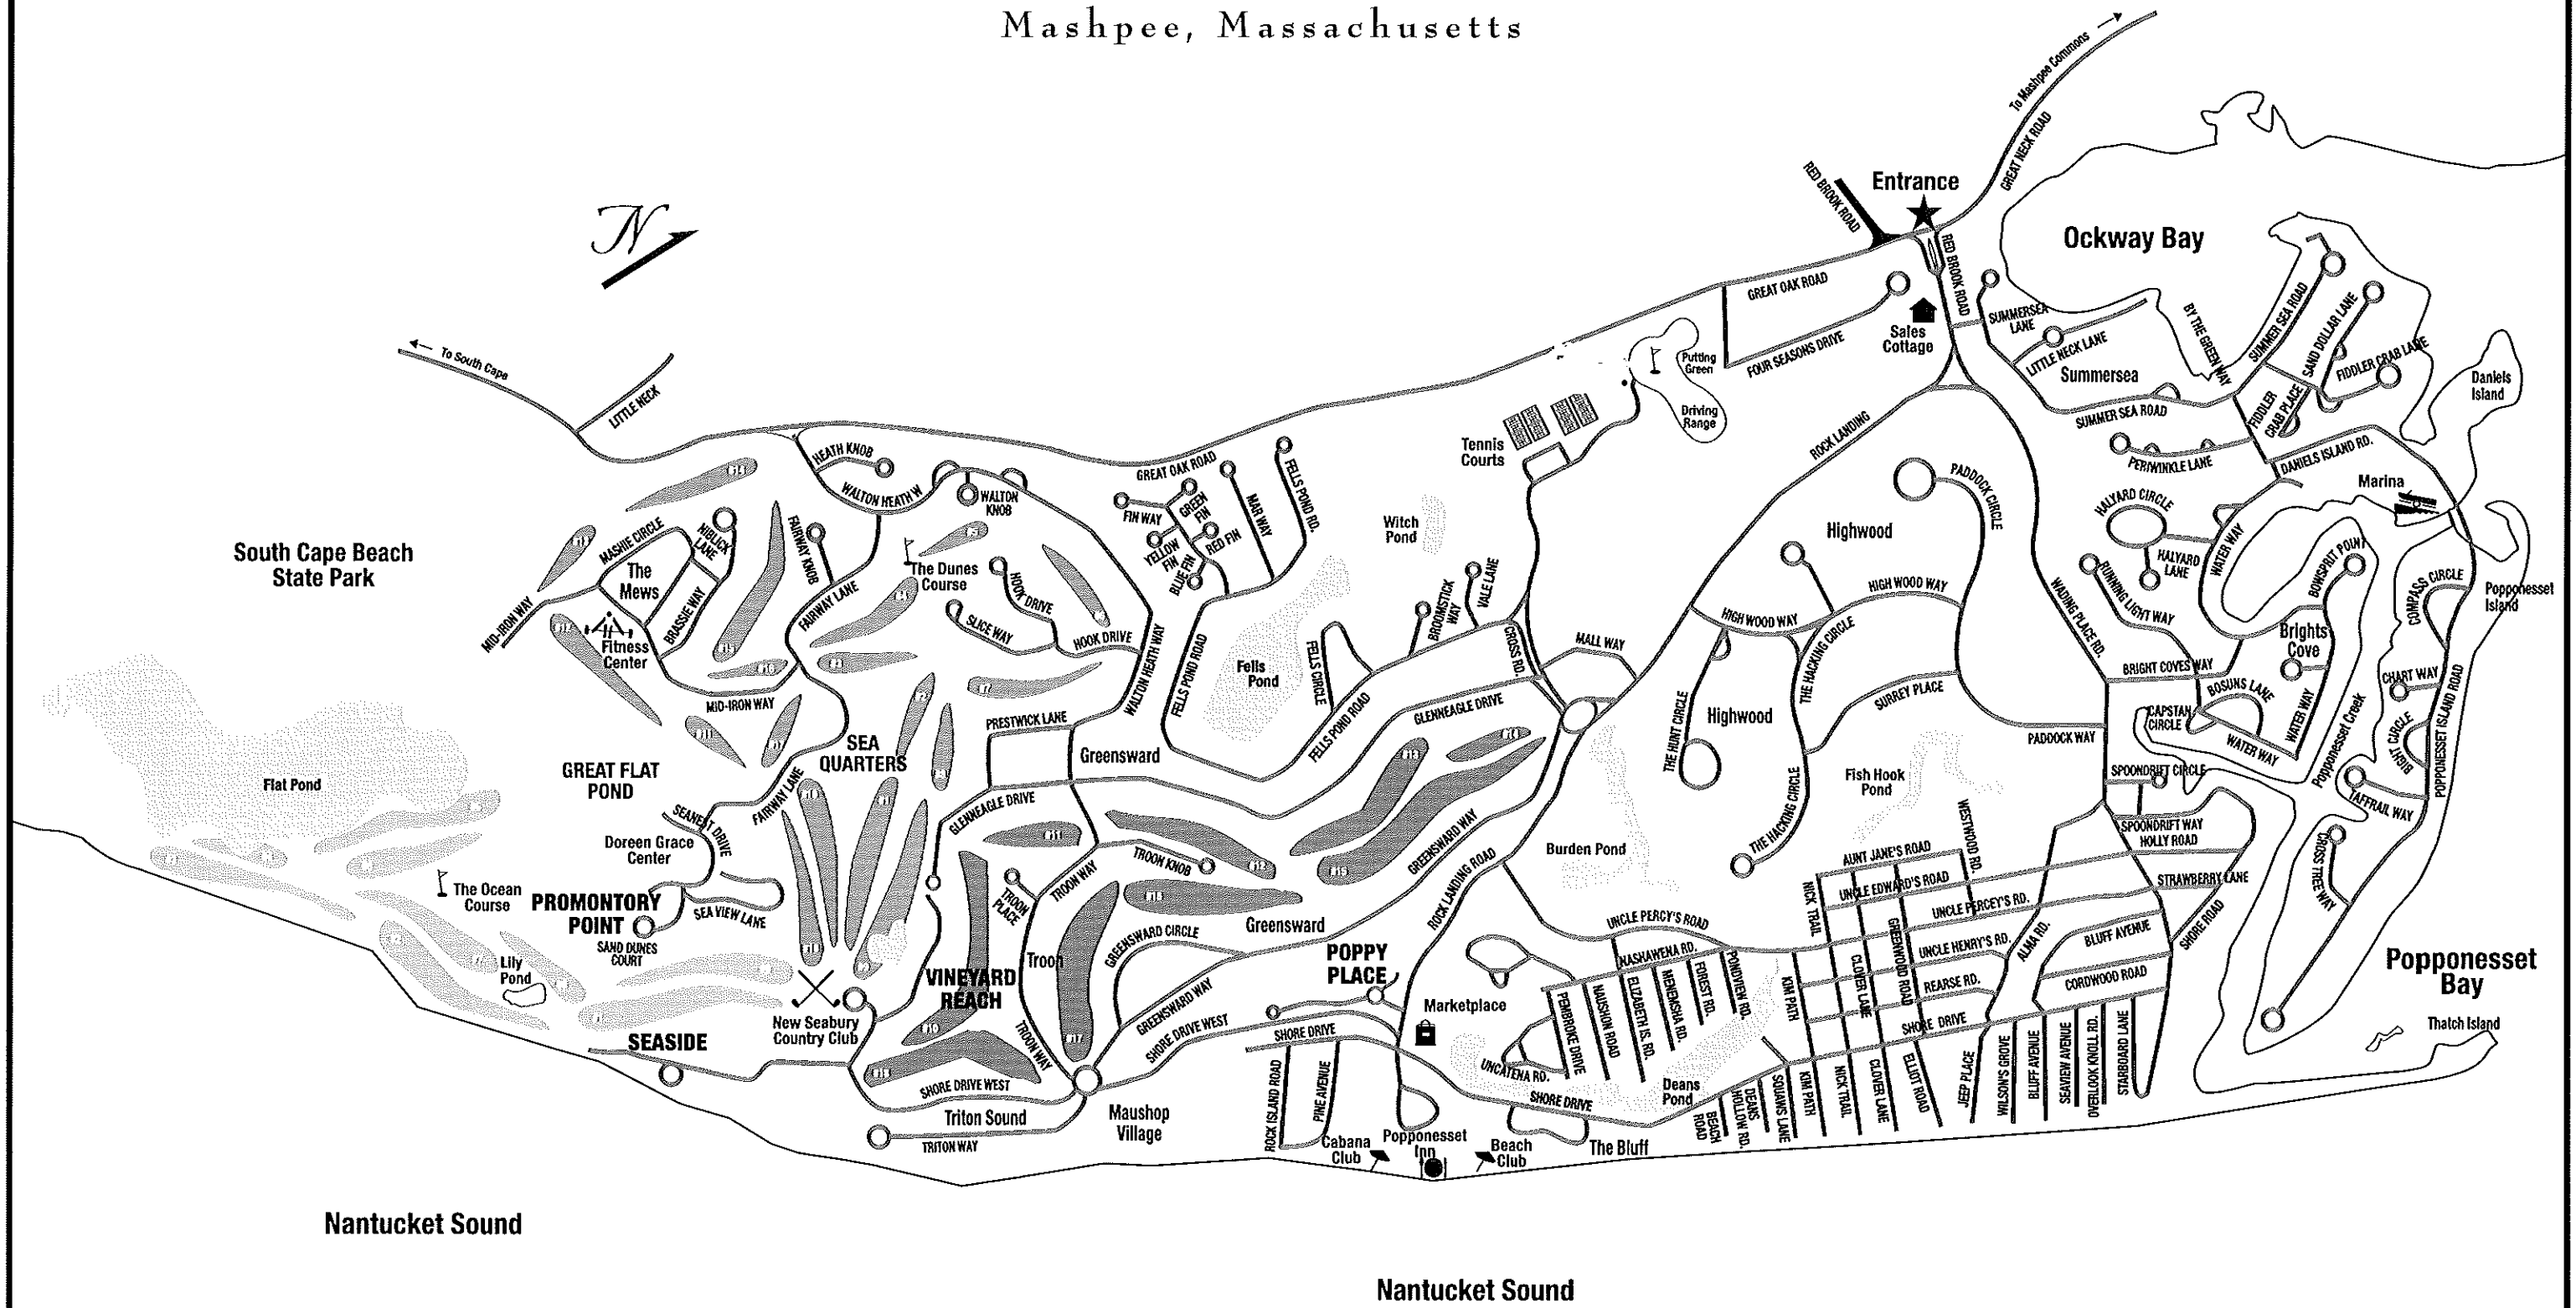 Mashpee, Massachusetts
To Mashpee Commons
GREAT NECK ROAD
RED BROOK ROAD
Entrance
RED BROOK ROAD
Ockway Bay
N
GREAT OAK ROAD
FOUR SEASONS DRIVE
Sales
Cottage
SUMMERSEA
LANE
LITTLE NECK LANE
Summersea
BY THE GREEN WAY
SUMMER SEA ROAD
SUMMER SEA ROAD
SAND DOLLAR LANE
FIDDLER CRAB LANE
FIDDLER
CRAB PLACE
Daniels
Island
To South Cape
LITTLE NECK
Putting
Green
Driving
Range
Tennis
Courts
ROCK LANDING
PERIWINKLE LANE
DANIELS ISLAND RD.
Marina
HEATH KNOB
WALTON HEATH W
WALTON
KNOB
GREAT OAK ROAD
FIN WAY
GREEN
FIN
YELLOW
FIN
RED FIN
BLUE FIN
MAR WAY
FELLS POND RD.
Witch
Pond
Highwood
PADDOCK CIRCLE
HALYARD CIRCLE
HALYARD
LANE
WATER WAY
BOWSPRIT POINT
COMPASS CIRCLE
Popponesset
Island
South Cape Beach
State Park
MASHIE CIRCLE
NIBLICK
LANE
The
Mews
BRASSIE WAY
MID-IRON WAY
Fitness
Center
FAIRWAY KNOB
FAIRWAY LANE
The Dunes
Course
HOOK DRIVE
SLICE WAY
HOOK DRIVE
WALTON HEATH WAY
FELLS POND ROAD
Fells
Pond
FELLS CIRCLE
FELLS POND ROAD
BROOMSTICK
WAY
VALE LANE
CROSS RD.
MALL WAY
HIGH WOOD WAY
HIGH WOOD WAY
THE HACKING CIRCLE
WADING PLACE RD.
RUNNING LIGHT WAY
BRIGHT COVES WAY
Brights
Cove
MID-IRON WAY
PRESTWICK LANE
GLENNEAGLE DRIVE
THE HUNT CIRCLE
Highwood
SURREY PLACE
PADDOCK WAY
BOSUNS LANE
CAPSTAN
CIRCLE
WATER WAY
WATER WAY
Popponesset Creek
CHART WAY
BIGHT CIRCLE
POPPONESSET ISLAND ROAD
SEA
QUARTERS
Greensward
GREAT FLAT
POND
Flat Pond
FAIRWAY LANE
SEANEST DRIVE
GLENNEAGLE DRIVE
Fish Hook
Pond
THE HACKING CIRCLE
SPOONDRIFT CIRCLE
SPOONDRIFT WAY
TAFFRAIL WAY
CROSS TREE WAY
Doreen Grace
Center
TROON KNOB
TROON WAY
TROON
PLACE
GREENSWARD WAY
ROCK LANDING ROAD
Burden Pond
WESTWOOD RD.
AUNT JANE'S ROAD
UNCLE EDWARD'S ROAD
HOLLY ROAD
STRAWBERRY LANE
The Ocean
Course
PROMONTORY
POINT
SEA VIEW LANE
SAND DUNES
COURT
Greensward
GREENSWARD CIRCLE
UNCLE PERCY'S ROAD
UNCLE PERCEY'S RD.
NICK TRAIL
GREENWOOD ROAD
UNCLE HENRY'S RD.
ALMA RD.
BLUFF AVENUE
SHORE ROAD
Lily
Pond
VINEYARD
REACH
Troon
POPPY
PLACE
NASHAWENA RD.
PONDVIEW RD.
FOREST RD.
MENEMSHA RD.
ELIZABETH IS. RD.
NAUSHON ROAD
PEMBROKE DRIVE
KIM PATH
CLOVER LANE
REARSE RD.
CORDWOOD ROAD
Popponesset
Bay
New Seabury
Country Club
GREENSWARD WAY
SHORE DRIVE WEST
SHORE DRIVE
Marketplace
SHORE DRIVE
Thatch Island
SEASIDE
TROON WAY
SHORE DRIVE WEST
Triton Sound
TRITON WAY
Maushop
Village
ROCK ISLAND ROAD
PINE AVENUE
UNCATENA RD.
SHORE DRIVE
Deans
Pond
BEACH
ROAD
DEANS
HOLLOW RD.
SQUAWS LANE
KIM PATH
NICK TRAIL
CLOVER LANE
ELLIOT ROAD
JEEP PLACE
WILSON'S GROVE
BLUFF AVENUE
SEAVIEW AVENUE
OVERLOOK KNOLL RD.
STARBOARD LANE
Cabana
Club
Popponesset
Inn
Beach
Club
The Bluff
Nantucket Sound
Nantucket Sound